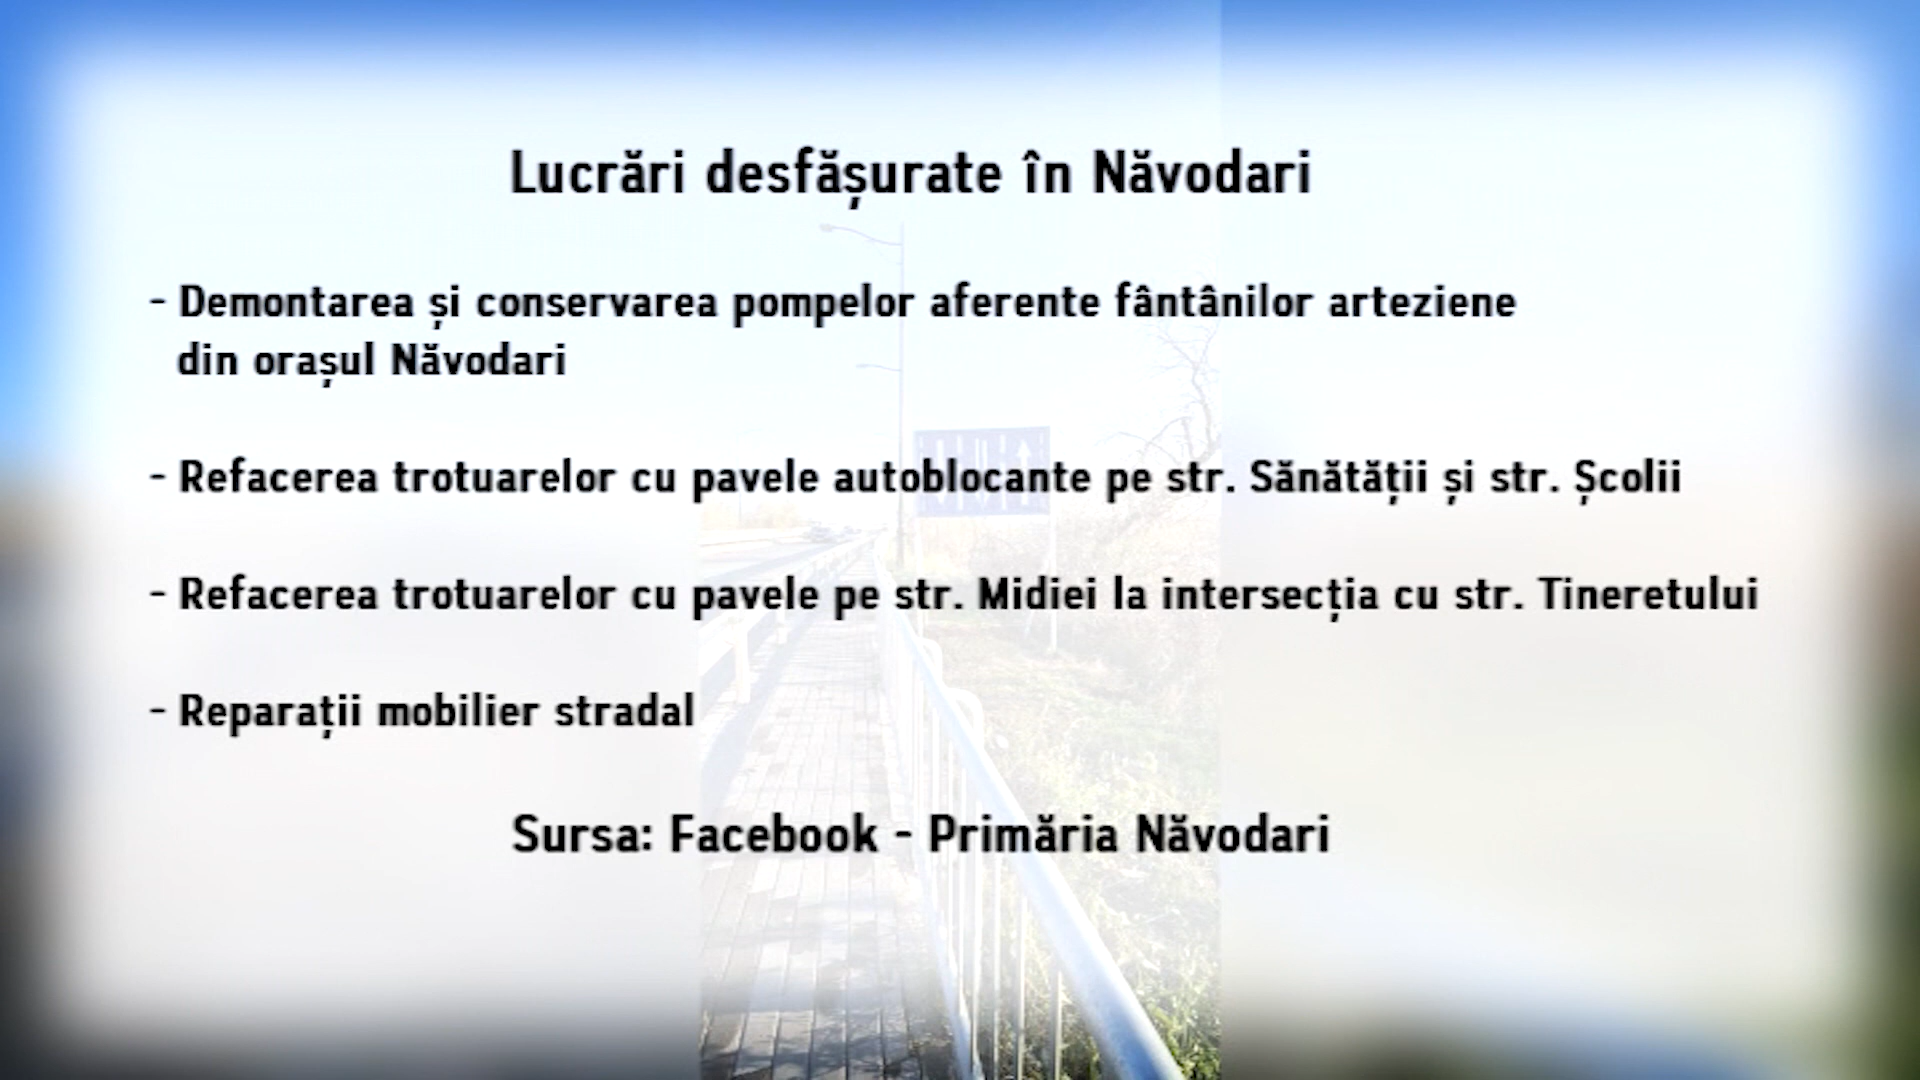 Lucrări desfășurate în Năvodari
- Demontarea și conservarea pompelor aferente fântânilor arteziene
din orașul Năvodari
- Refacerea trotuarelor cu pavele autoblocante pe str. Sănătății și str. Școlii
- Refacerea trotuarelor cu pavele pe str. Midiei la intersecția cu str. Tineretului
- Reparații mobilier stradal
Sursa: Facebook - Primăria Năvodari